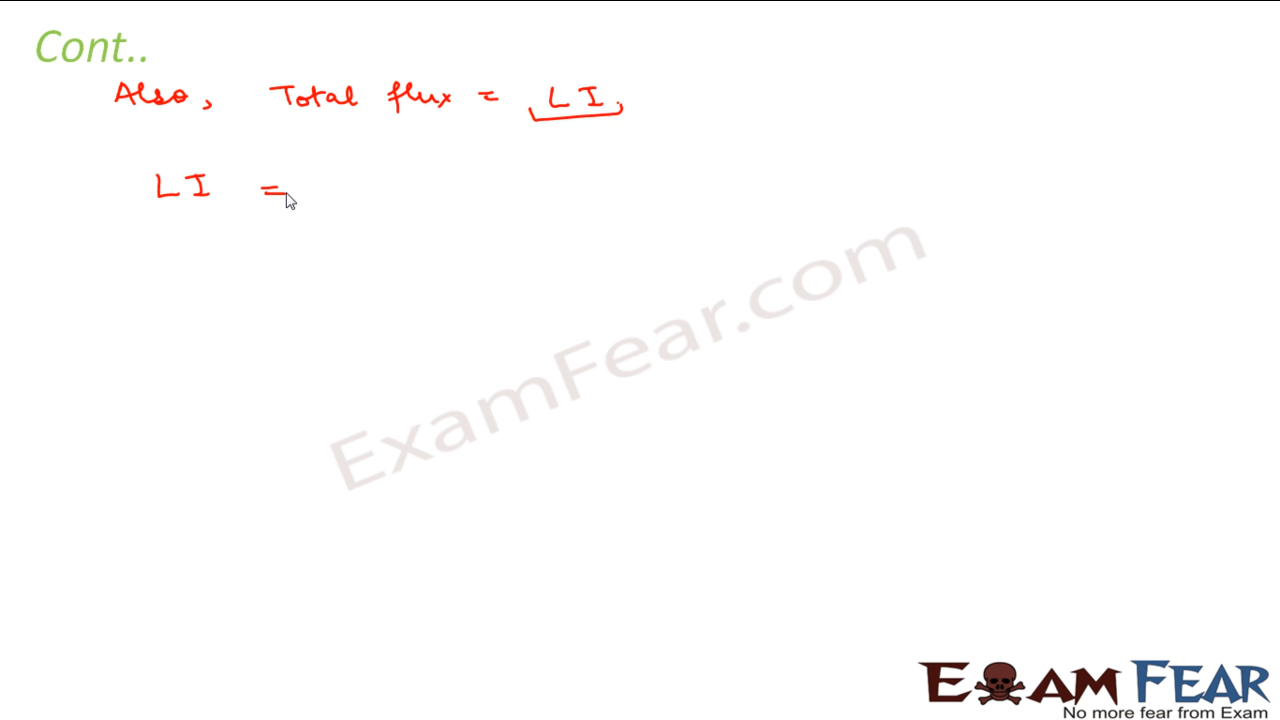 Cont..
Also, Total flux = LI
LI =
ExamFear.com
EXAM FEAR
No more fear from Exam